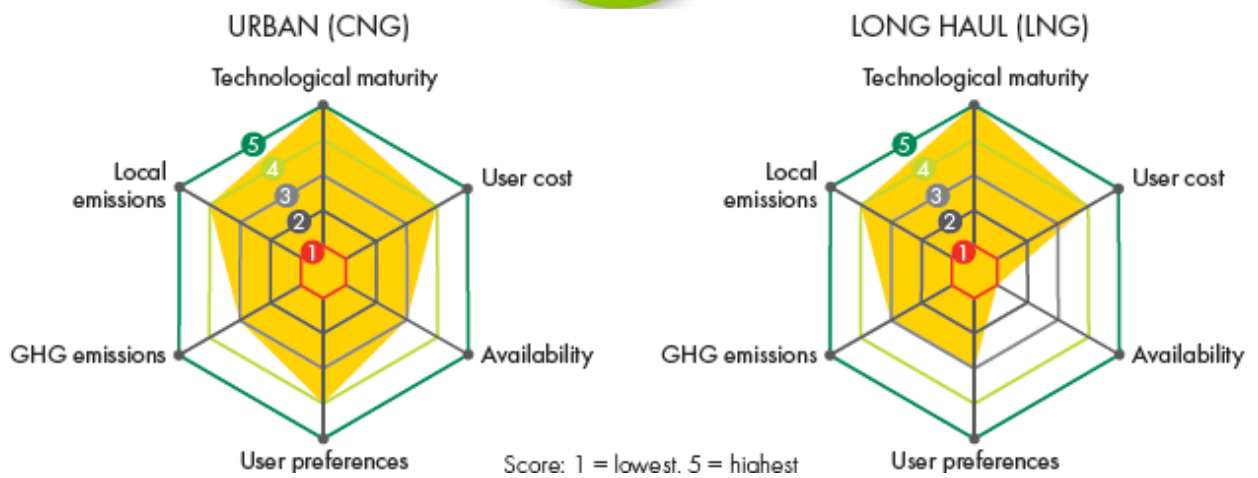 URBAN (CNG)
Technological maturity
5
Local
emissions
4
User cost
3
2
1
GHG emissions
Availability
User preferences
LONG HAUL (LNG)
Technological maturity
5
Local
emissions
4
User cost
3
2
1
GHG emissions
Availability
User preferences
Score: 1 = lowest, 5 = highest